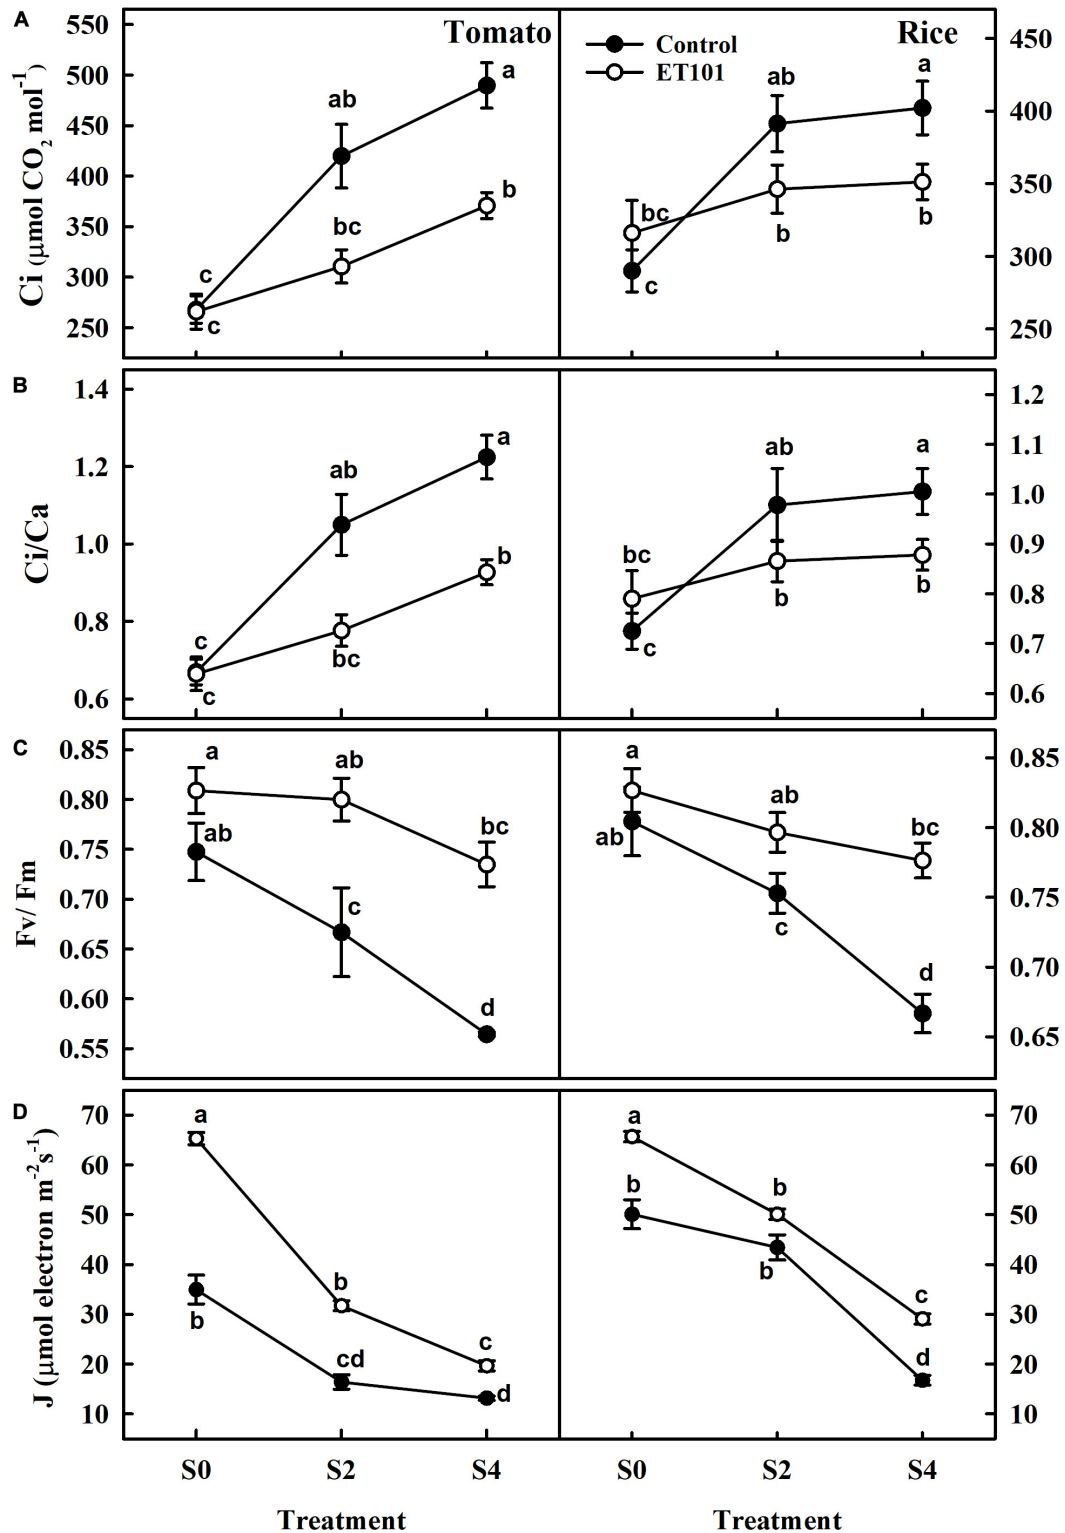 A
Tomato
Rice
Control
ET101
Ci (μmol CO2 mol-1)
550
500
450
400
350
300
250
450
400
350
300
250
c
c
ab
bc
a
b
bc
c
ab
b
a
b
B
Ci/Ca
1.4
1.2
1.0
0.8
0.6
1.2
1.1
1.0
0.9
0.8
0.7
0.6
c
c
ab
bc
a
b
bc
c
ab
b
a
b
C
Fv/ Fm
0.85
0.80
0.75
0.70
0.65
0.60
0.55
0.85
0.80
0.75
0.70
0.65
a
ab
ab
c
bc
d
a
ab
ab
c
bc
d
D
J (μmol electron m-2s-1)
70
60
50
40
30
20
10
70
60
50
40
30
20
10
a
b
b
cd
c
d
a
b
b
b
c
d
S0 S2 S4 S0 S2 S4
Treatment Treatment